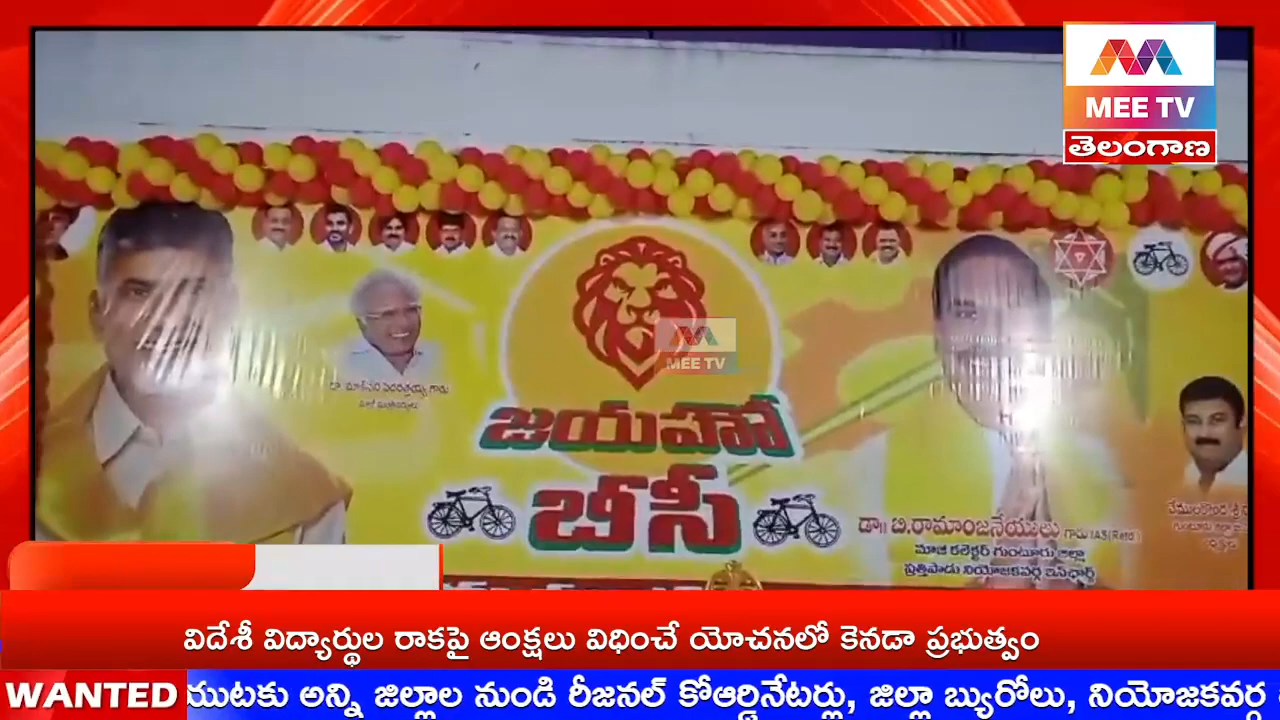 MEE TV
తెలంగాణ
MEE TV
జయహో
బీసీ
డా॥ బి.రామాంజనేయులు గారు IAS(Retd.)
మాజీ కలెక్టర్ గుంటూరు జిల్లా
ప్రత్తిపాడు నియోజకవర్గ ఇన్‌ఛార్జ్
విదేశీ విద్యార్థుల రాకపై ఆంక్షలు విధించే యోచనలో కెనడా ప్రభుత్వం
WANTED ముటకు అన్ని జిల్లాల నుండి రీజనల్ కోఆర్డినేటర్లు, జిల్లా బ్యురోలు, నియోజకవర్గ